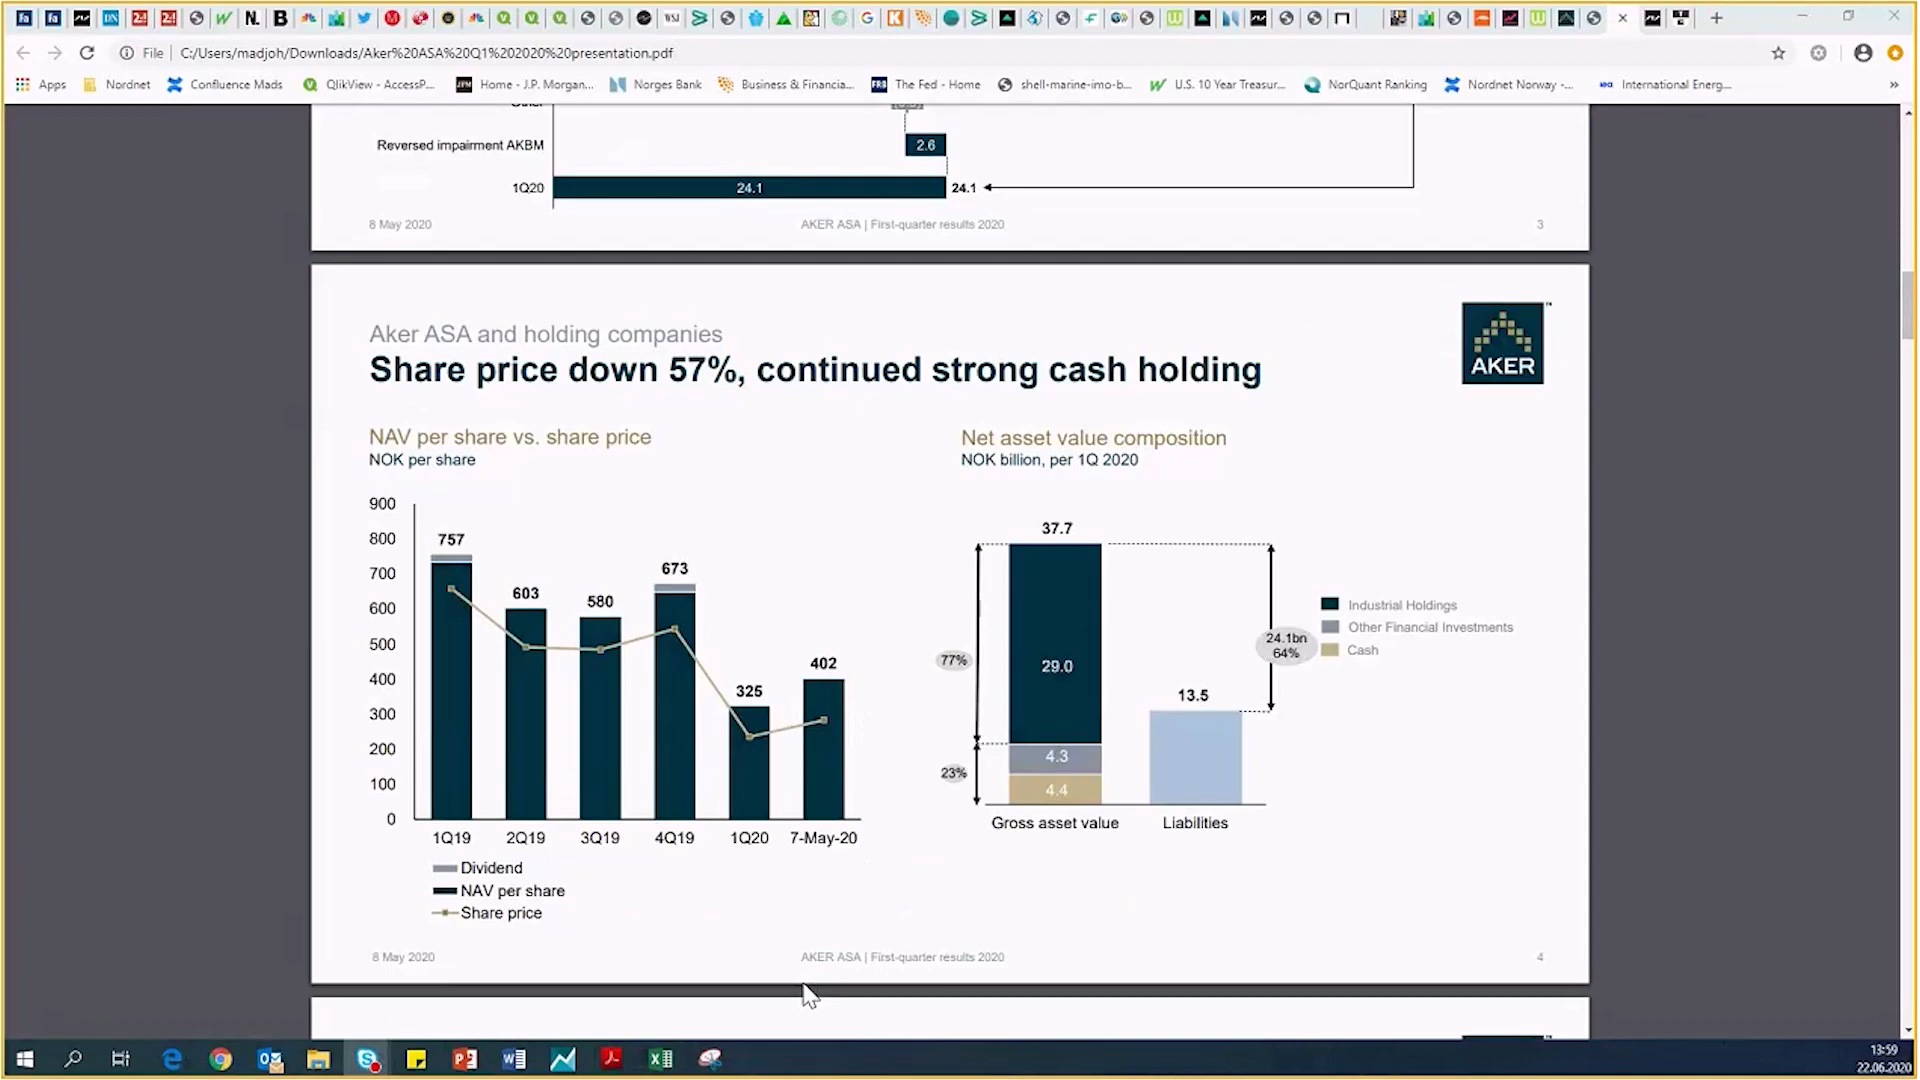 File
C:/Users/madjoh/Downloads/Aker%20ASA%20Q1%202020%20presentation.pdf
Apps
Nordnet
Confluence Mads
QlikView - AccessP...
Home - J.P. Morgan...
Norges Bank
Business & Financia...
The Fed - Home
shell-marine-imo-b...
U.S. 10 Year Treasur...
NorQuant Ranking
Nordnet Norway -...
International Energ...
Reversed impairment AKBM
2.6
1Q20
24.1
24.1
8 May 2020
AKER ASA | First-quarter results 2020
3
Aker ASA and holding companies
Share price down 57%, continued strong cash holding
AKER
NAV per share vs. share price
NOK per share
900
800
700
600
500
400
300
200
100
0
757
603
580
673
325
402
1Q19
2Q19
3Q19
4Q19
1Q20
7-May-20
Dividend
NAV per share
Share price
Net asset value composition
NOK billion, per 1Q 2020
37.7
77%
29.0
24.1bn
64%
13.5
23%
4.3
4.4
Gross asset value
Liabilities
Industrial Holdings
Other Financial Investments
Cash
8 May 2020
AKER ASA | First-quarter results 2020
4
13:59
22.06.2020